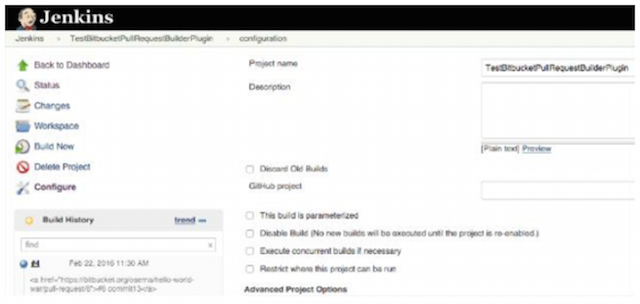 Jenkins
Jenkins TestBitbucketPullRequestBuilderPlugin configuration
Back to Dashboard
Status
Changes
Workspace
Build Now
Delete Project
Configure
Build History trend
find x
#4 Feb 22, 2016 11:30 AM
<a href="https://bitbucket.org/osema/hello-world-
war/pull-request/6">#6 commit13</a>
Project name TestBitbucketPullRequestBuilderPlugin
Description
[Plain text] Preview
Discard Old Builds
GitHub project
This build is parameterized
Disable Build (No new builds will be executed until the project is re-enabled.)
Execute concurrent builds if necessary
Restrict where this project can be run
Advanced Project Options